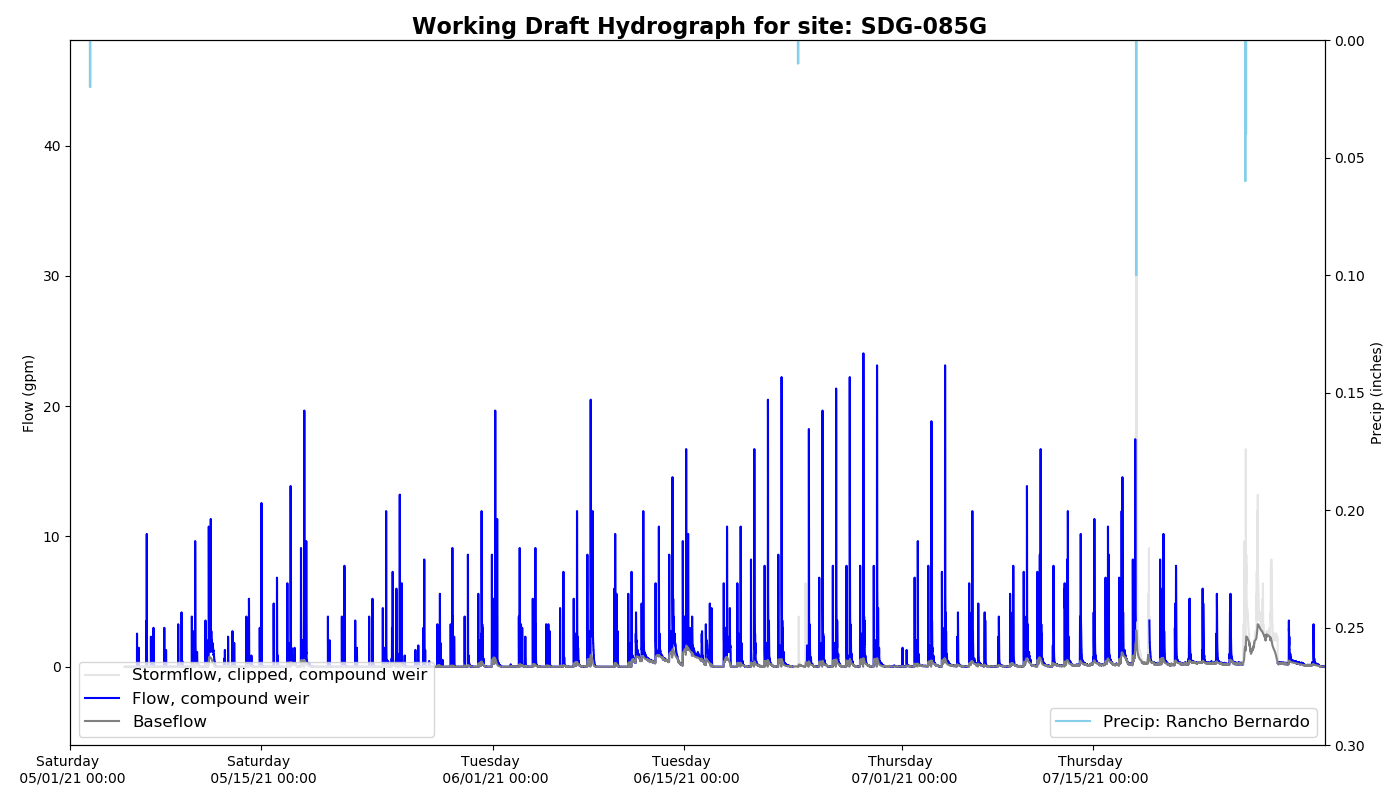 Working Draft Hydrograph for site: SDG-085G
Flow (gpm)
40
30
20
10
0
0.00
0.05
0.10
0.15
0.20
0.25
0.30
Precip (inches)
Stormflow, clipped, compound weir
Flow, compound weir
Baseflow
Precip: Rancho Bernardo
Saturday
05/01/21 00:00
Saturday
05/15/21 00:00
Tuesday
06/01/21 00:00
Tuesday
06/15/21 00:00
Thursday
07/01/21 00:00
Thursday
07/15/21 00:00